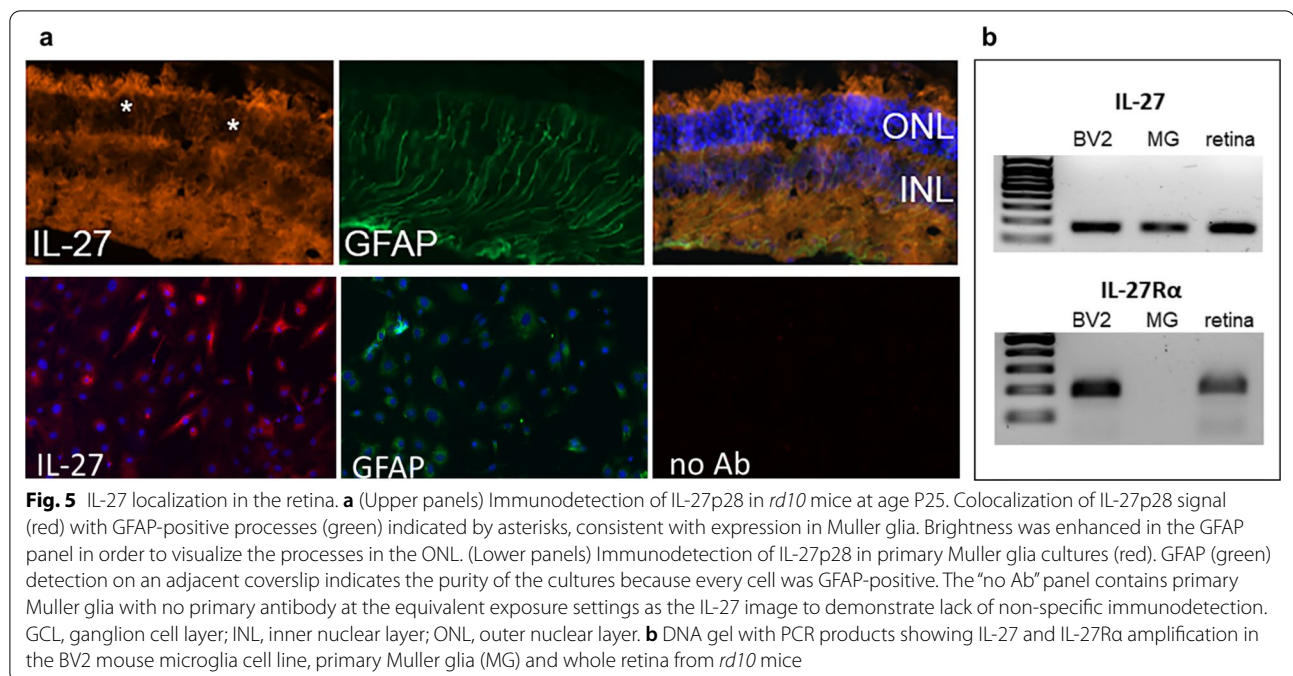 a
b
*
*
IL-27
GFAP
ONL
INL
IL-27
GFAP
no Ab
IL-27
BV2 MG retina
IL-27Rα
BV2 MG retina
Fig. 5 IL-27 localization in the retina. a (Upper panels) Immunodetection of IL-27p28 in rd10 mice at age P25. Colocalization of IL-27p28 signal
(red) with GFAP-positive processes (green) indicated by asterisks, consistent with expression in Muller glia. Brightness was enhanced in the GFAP
panel in order to visualize the processes in the ONL. (Lower panels) Immunodetection of IL-27p28 in primary Muller glia cultures (red). GFAP (green)
detection on an adjacent coverslip indicates the purity of the cultures because every cell was GFAP-positive. The “no Ab” panel contains primary
Muller glia with no primary antibody at the equivalent exposure settings as the IL-27 image to demonstrate lack of non-specific immunodetection.
GCL, ganglion cell layer; INL, inner nuclear layer; ONL, outer nuclear layer. b DNA gel with PCR products showing IL-27 and IL-27Rα amplification in
the BV2 mouse microglia cell line, primary Muller glia (MG) and whole retina from rd10 mice